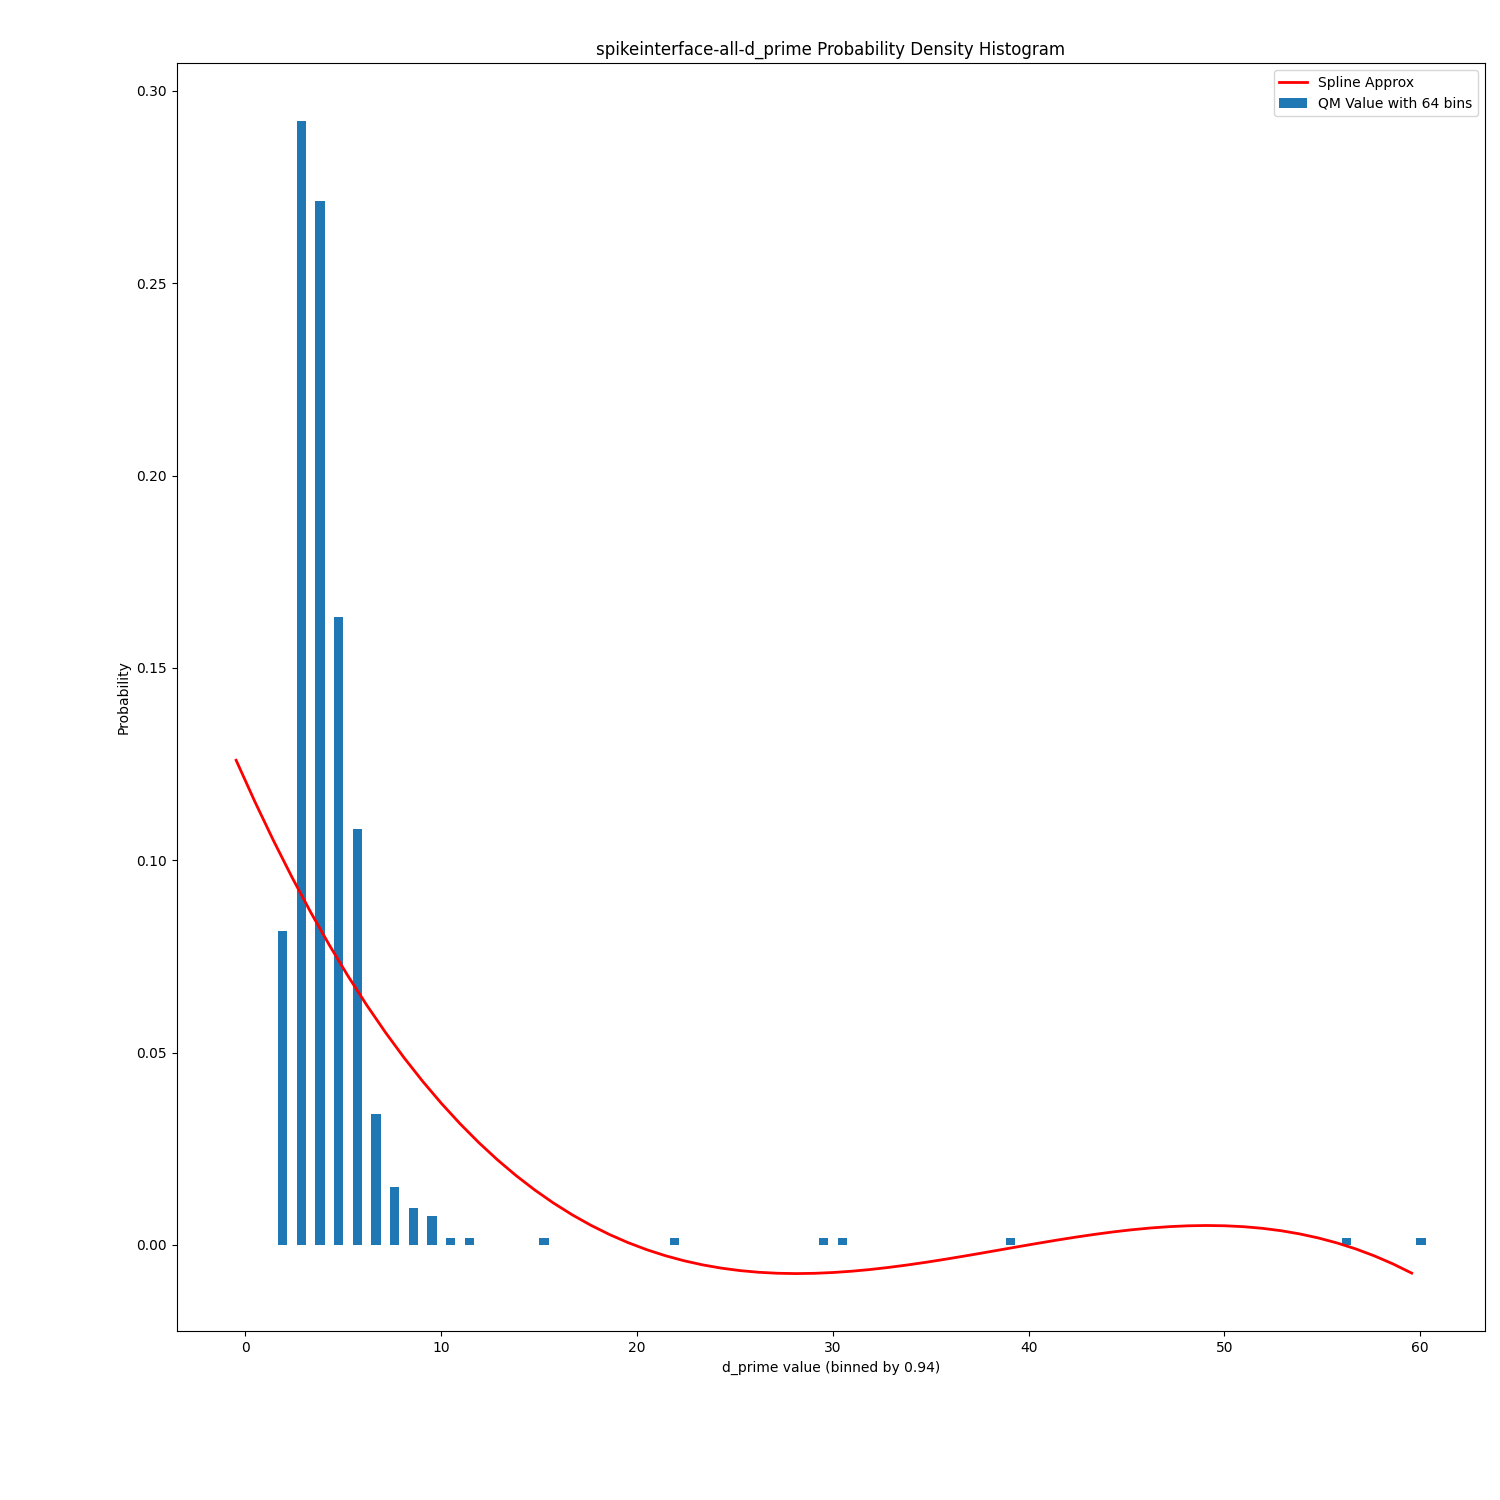 spikeinterface-all-d_prime Probability Density Histogram
Spline Approx
QM Value with 64 bins
Probability
0.30
0.25
0.20
0.15
0.10
0.05
0.00
0 10 20 30 40 50 60
d_prime value (binned by 0.94)